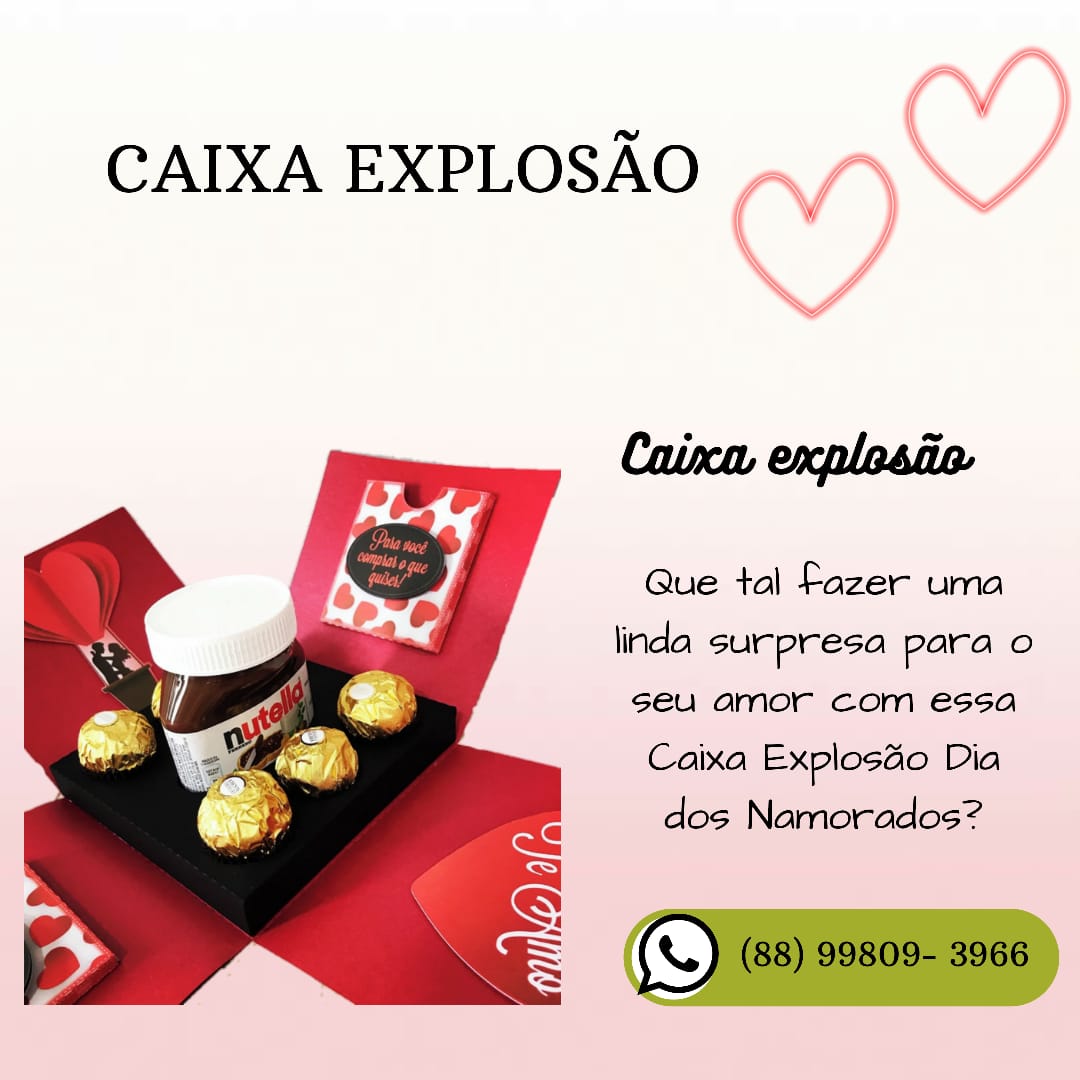 CAIXA EXPLOSÃO
Caixa explosão
Para você
comprar o que
quiser!
nutella
Te Amo
Que tal fazer uma
linda surpresa para o
seu amor com essa
Caixa Explosão Dia
dos Namorados?
(88) 99809- 3966